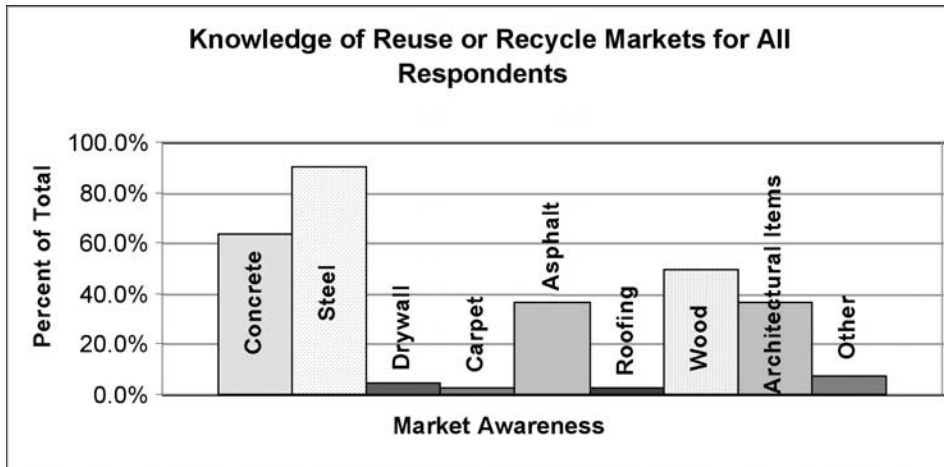 Knowledge of Reuse or Recycle Markets for All
Respondents
Percent of Total
100.0%
80.0%
60.0%
40.0%
20.0%
0.0%
Concrete
Steel
Drywall
Carpet
Asphalt
Roofing
Wood
Architectural Items
Other
Market Awareness